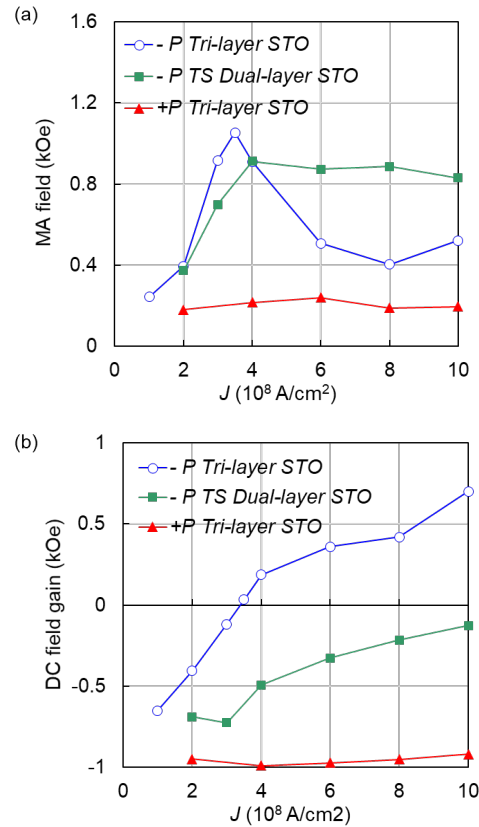 (a)
1.6
1.2
0.8
0.4
0
MA field (kOe)
- P Tri-layer STO
- P TS Dual-layer STO
+P Tri-layer STO
0 2 4 6 8 10
J (10⁸ A/cm²)
(b)
1
0.5
0
-0.5
-1
DC field gain (kOe)
- P Tri-layer STO
- P TS Dual-layer STO
+P Tri-layer STO
0 2 4 6 8 10
J (10⁸ A/cm2)